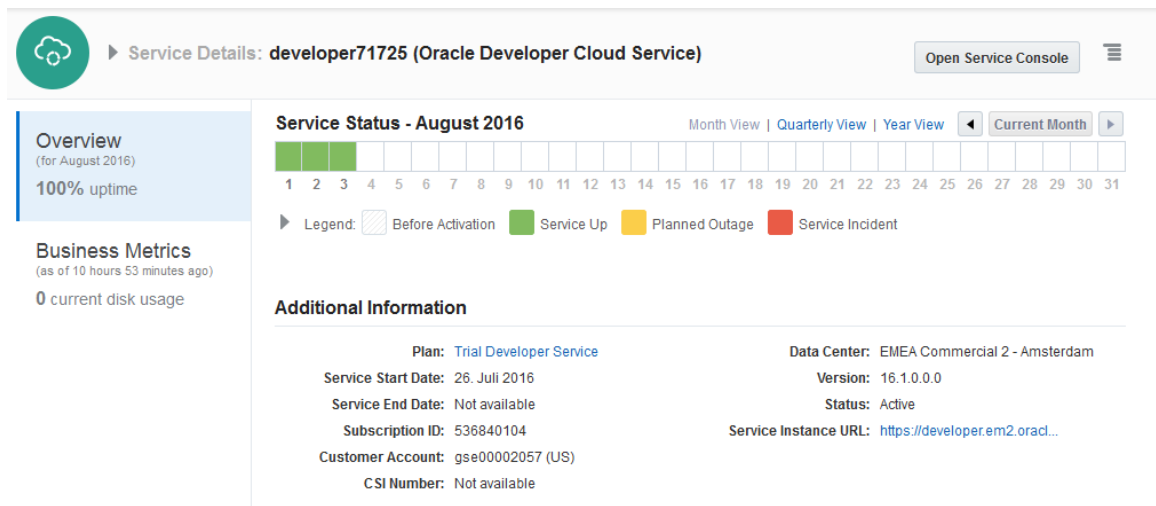 Service Details: developer71725 (Oracle Developer Cloud Service)
Open Service Console
Overview
(for August 2016)
100% uptime
Business Metrics
(as of 10 hours 53 minutes ago)
0 current disk usage
Service Status - August 2016
Month View | Quarterly View | Year View
Current Month
1 2 3 4 5 6 7 8 9 10 11 12 13 14 15 16 17 18 19 20 21 22 23 24 25 26 27 28 29 30 31
Legend: Before Activation Service Up Planned Outage Service Incident
Additional Information
Plan: Trial Developer Service
Service Start Date: 26. Juli 2016
Service End Date: Not available
Subscription ID: 536840104
Customer Account: gse00002057 (US)
CSI Number: Not available
Data Center: EMEA Commercial 2 - Amsterdam
Version: 16.1.0.0.0
Status: Active
Service Instance URL: https://developer.em2.oracl...